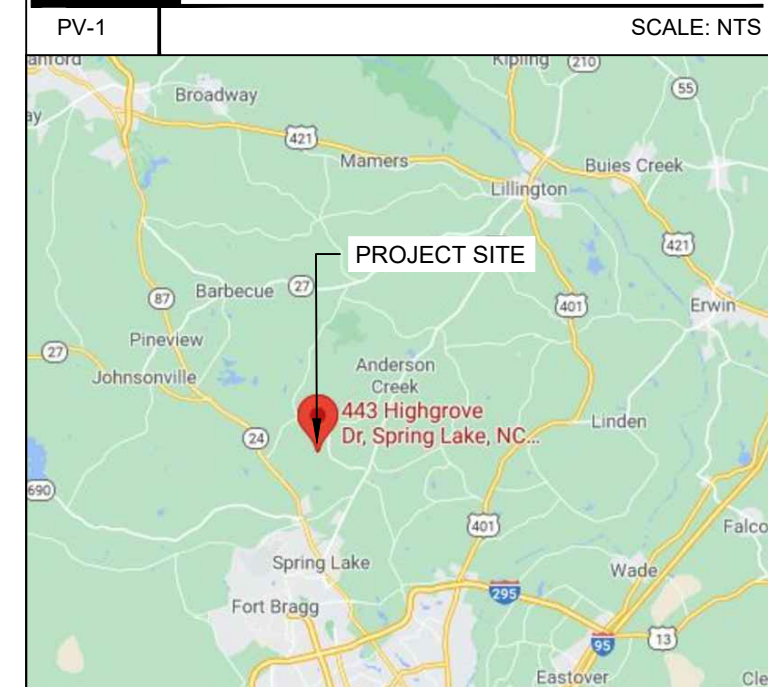 PV-1
SCALE: NTS
anford
Kipling
210
55
Broadway
ay
421
Mamers
Buies Creek
Lillington
421
PROJECT SITE
27
Barbecue
87
401
Erwin
Pineview
27
Johnsonville
Anderson
Creek
443 Highgrove
Dr, Spring Lake, NC...
Linden
24
690
401
Falco
Spring Lake
Wade
295
Fort Bragg
95
13
Eastover
Cle